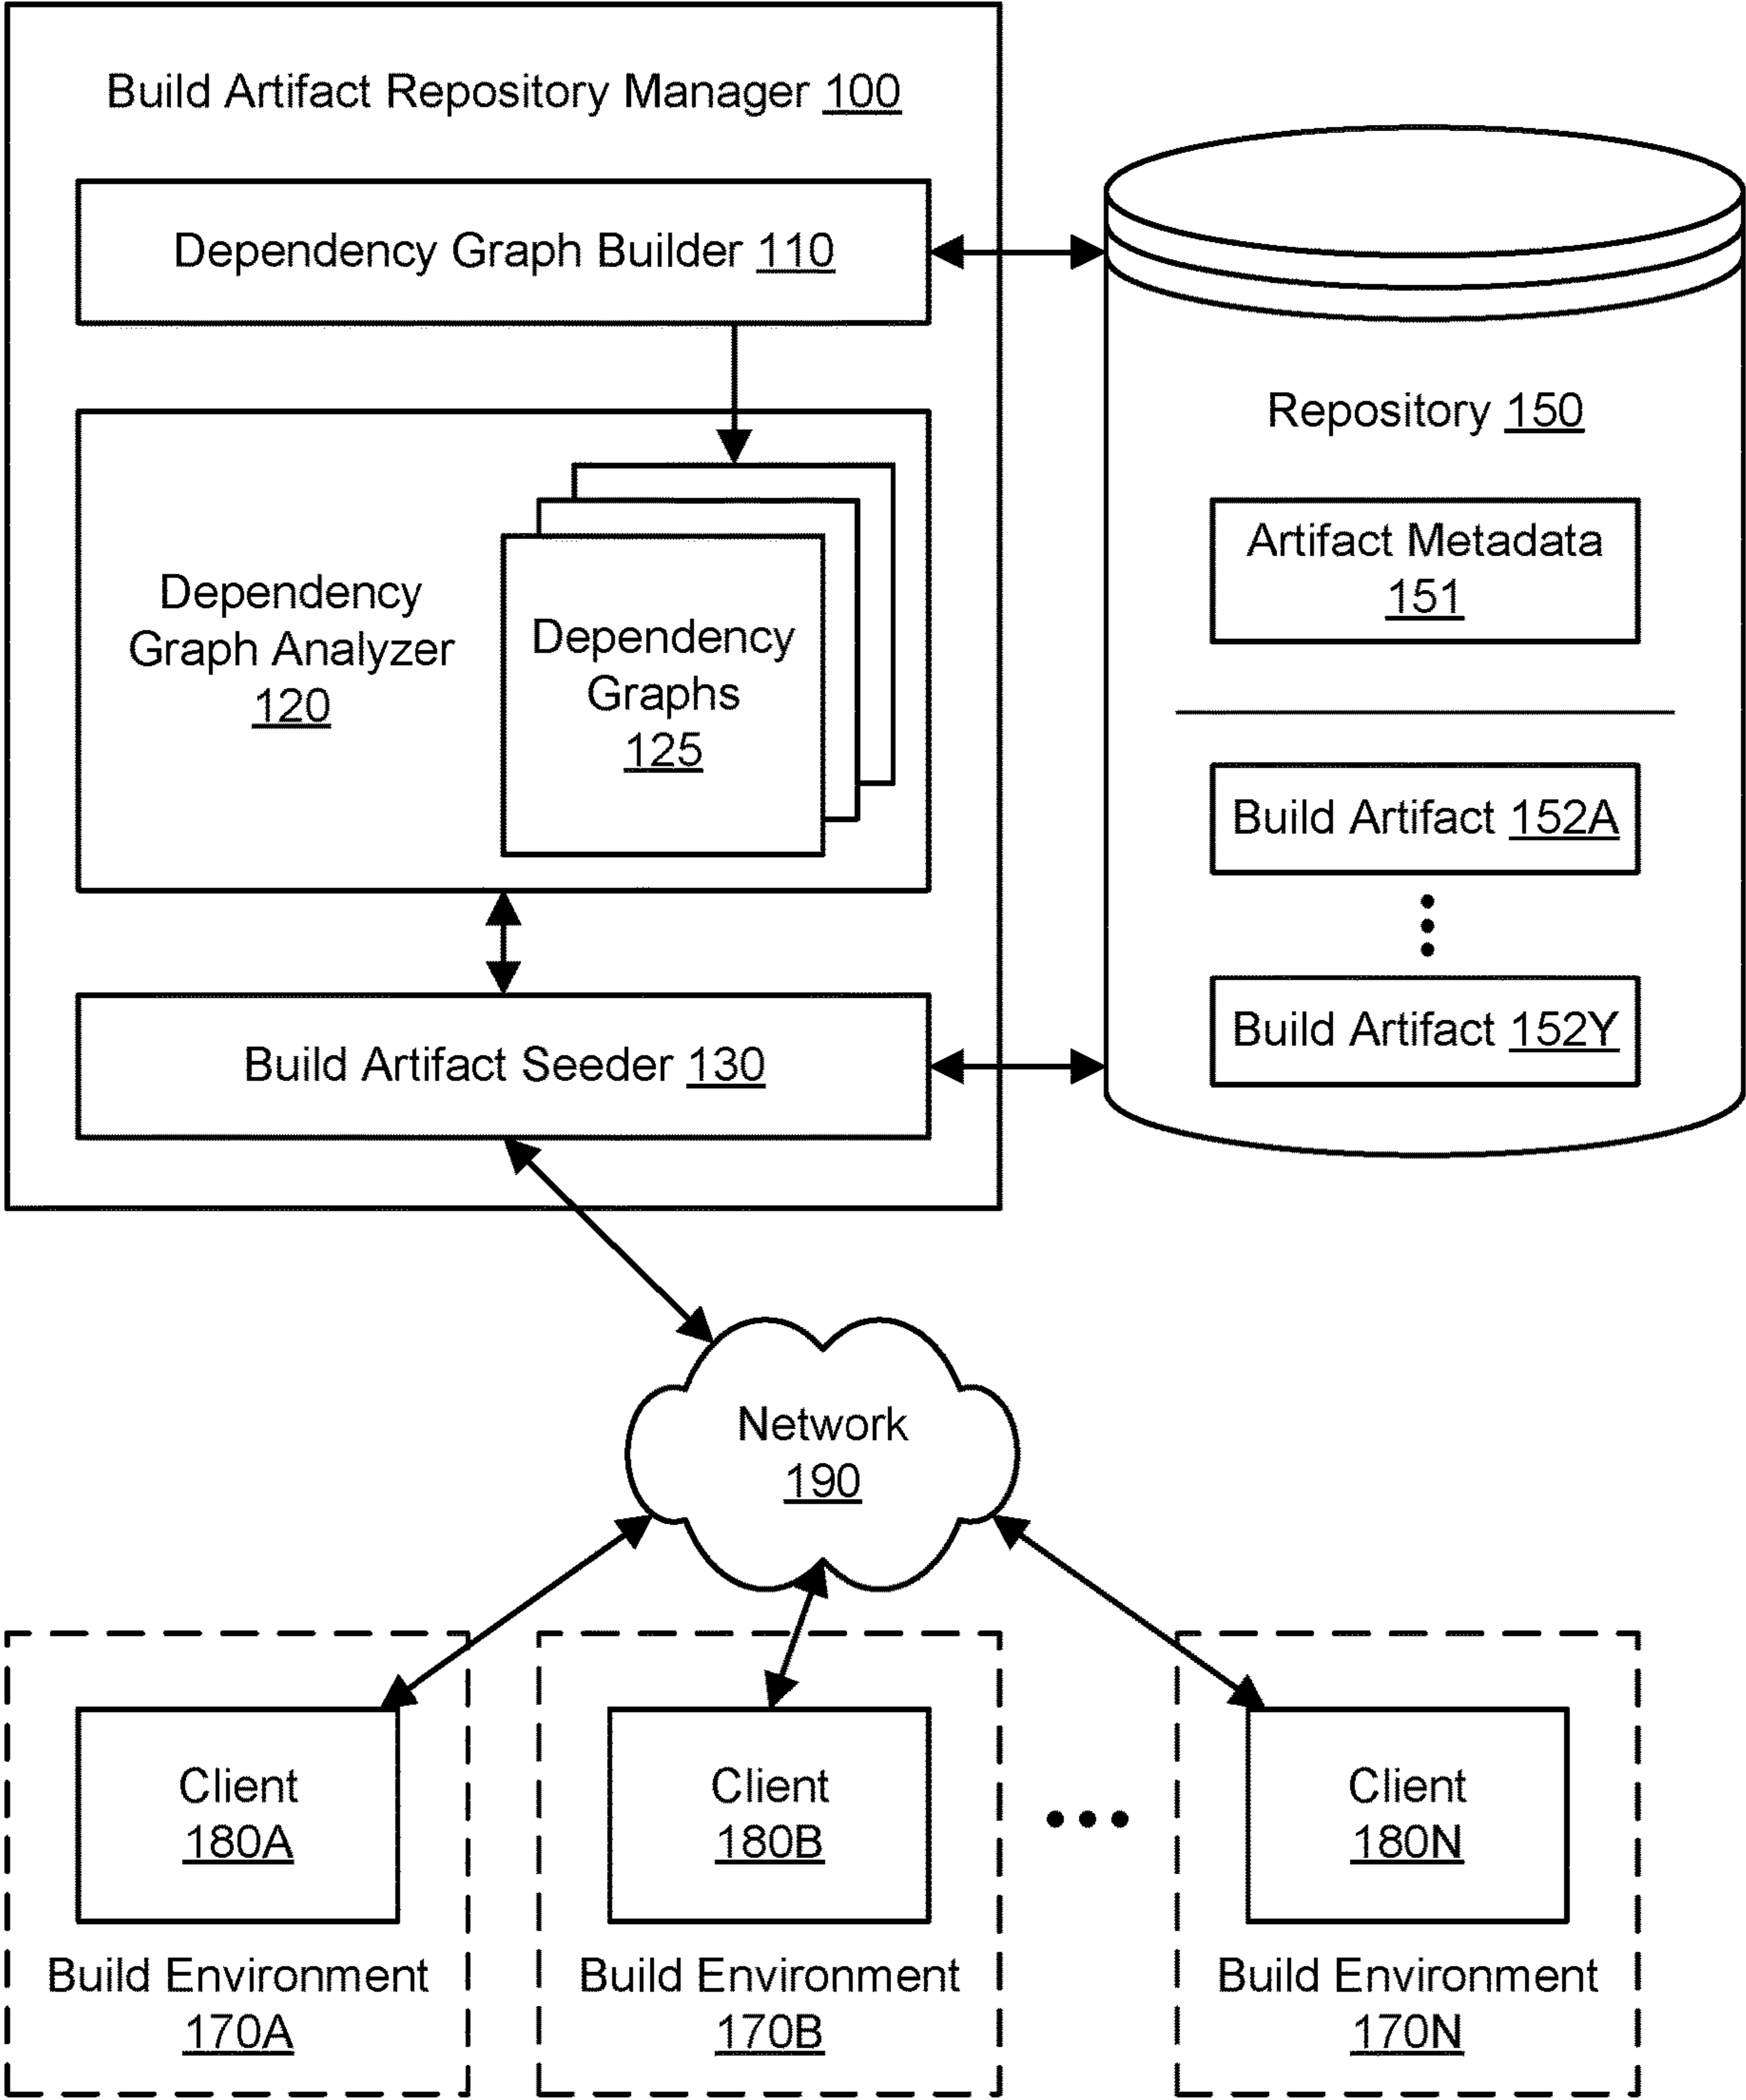 Build Artifact Repository Manager 100
Dependency Graph Builder 110
Dependency
Graph Analyzer
120
Dependency
Graphs
125
Build Artifact Seeder 130
Repository 150
Artifact Metadata
151
Build Artifact 152A
Build Artifact 152Y
Network
190
Client
180A
Build Environment
170A
Client
180B
Build Environment
170B
Client
180N
Build Environment
170N